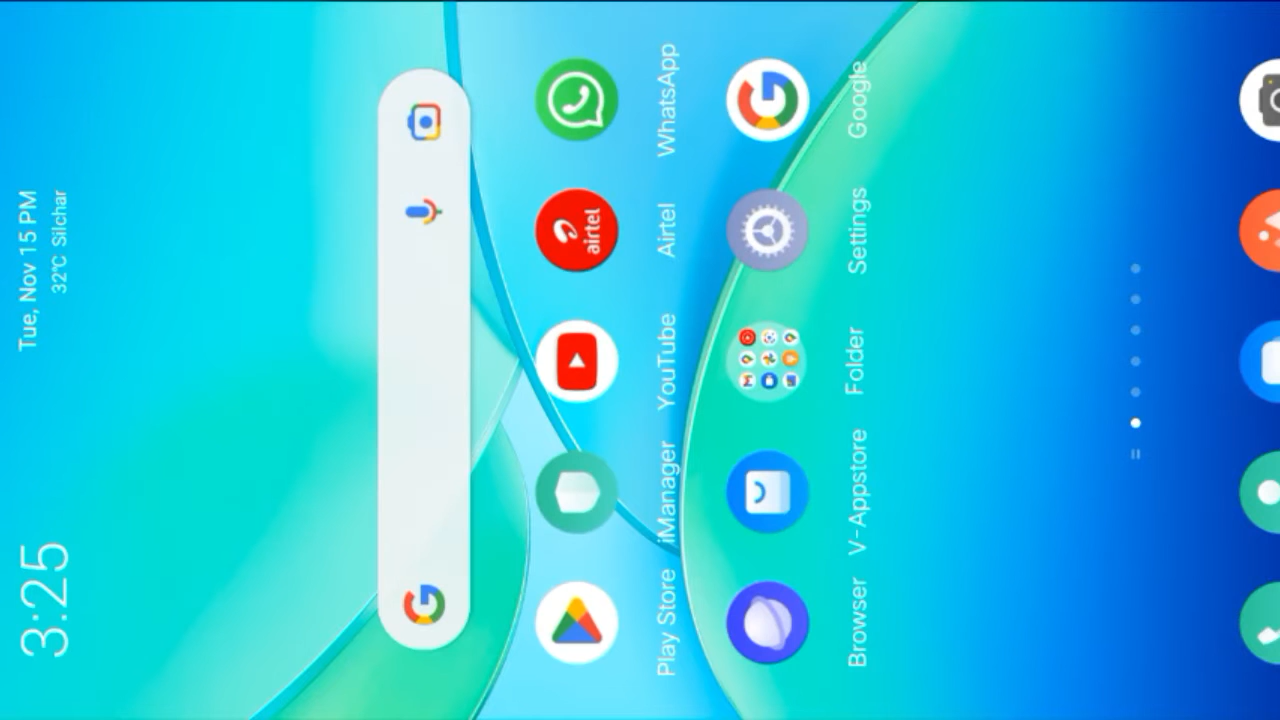 3:25
Tue, Nov 15 PM
32°C Silchar
airtel
Play Store iManager YouTube Airtel WhatsApp
Browser V-Appstore Folder Settings Google